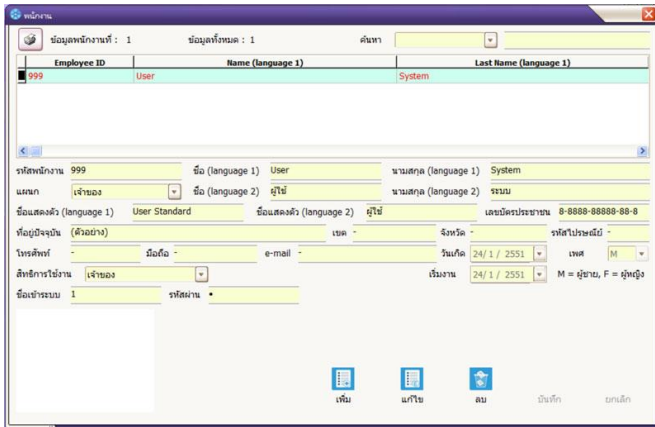 พนักงาน
ข้อมูลพนักงานที่ : 1 ข้อมูลทั้งหมด : 1 ค้นหา
Employee ID Name (language 1) Last Name (language 1)
999 User System
รหัสพนักงาน 999 ชื่อ (language 1) User นามสกุล (language 1) System
แผนก เจ้าของ ชื่อ (language 2) ผู้ใช้ นามสกุล (language 2) ระบบ
ชื่อแสดงตัว (language 1) User Standard ชื่อแสดงตัว (language 2) ผู้ใช้ เลขบัตรประชาชน 8-8888-88888-88-8
ที่อยู่ปัจจุบัน (ตัวอย่าง) เขต - จังหวัด - รหัสไปรษณีย์ -
โทรศัพท์ - มือถือ - e-mail - วันเกิด 24/ 1 / 2551 เพศ M
สิทธิการใช้งาน เจ้าของ เริ่มงาน 24/ 1 / 2551 M = ผู้ชาย, F = ผู้หญิง
ชื่อเข้าระบบ 1 รหัสผ่าน •
เพิ่ม แก้ไข ลบ บันทึก ยกเลิก